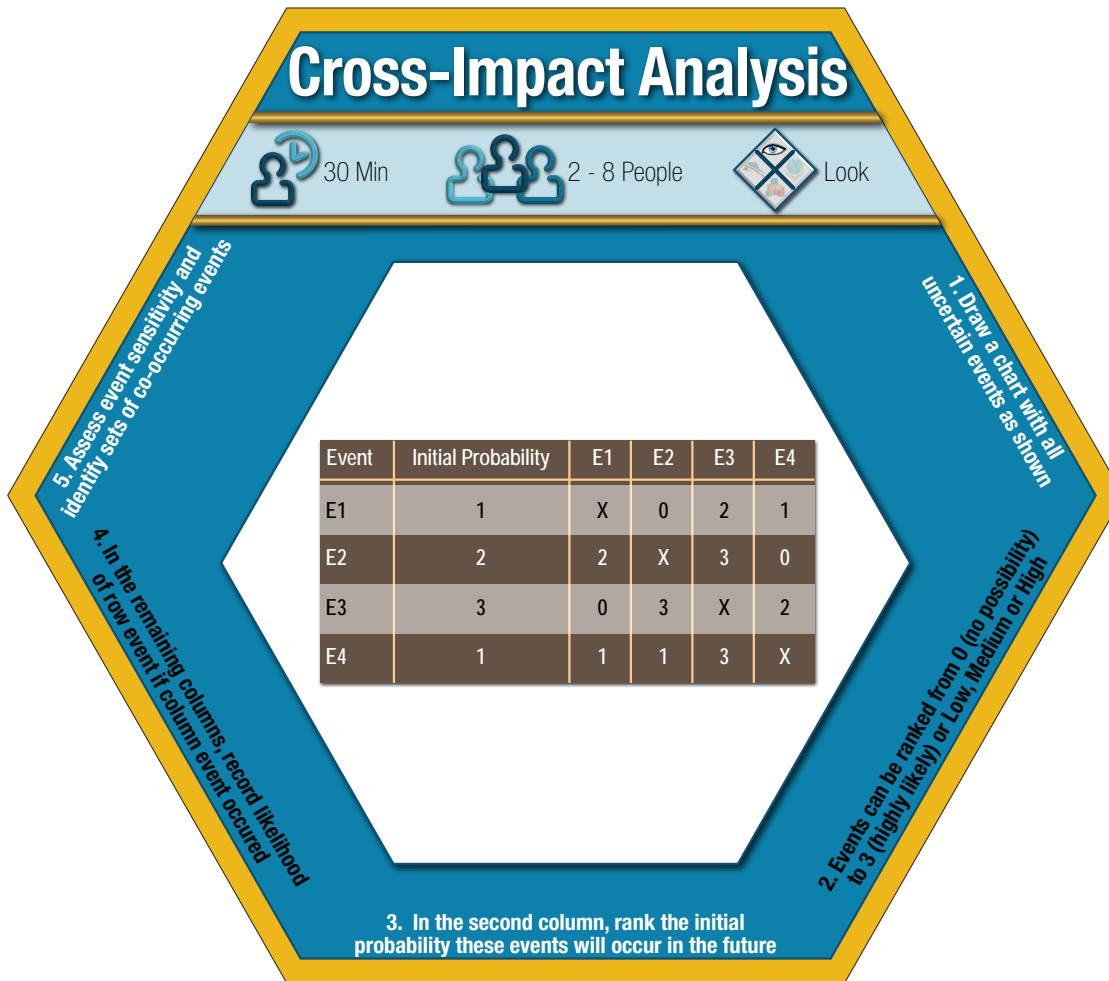 Cross-Impact Analysis
30 Min
2 - 8 People
Look
1. Draw a chart with all
uncertain events as shown
2. Events can be ranked from 0 (no possibility)
to 3 (highly likely) or Low, Medium or High
3. In the second column, rank the initial
probability these events will occur in the future
4. In the remaining columns, record likelihood
of row event if column event occured
5. Assess event sensitivity and
identify sets of co-occurring events
Event Initial Probability E1 E2 E3 E4
E1 1 X 0 2 1
E2 2 2 X 3 0
E3 3 0 3 X 2
E4 1 1 1 3 X